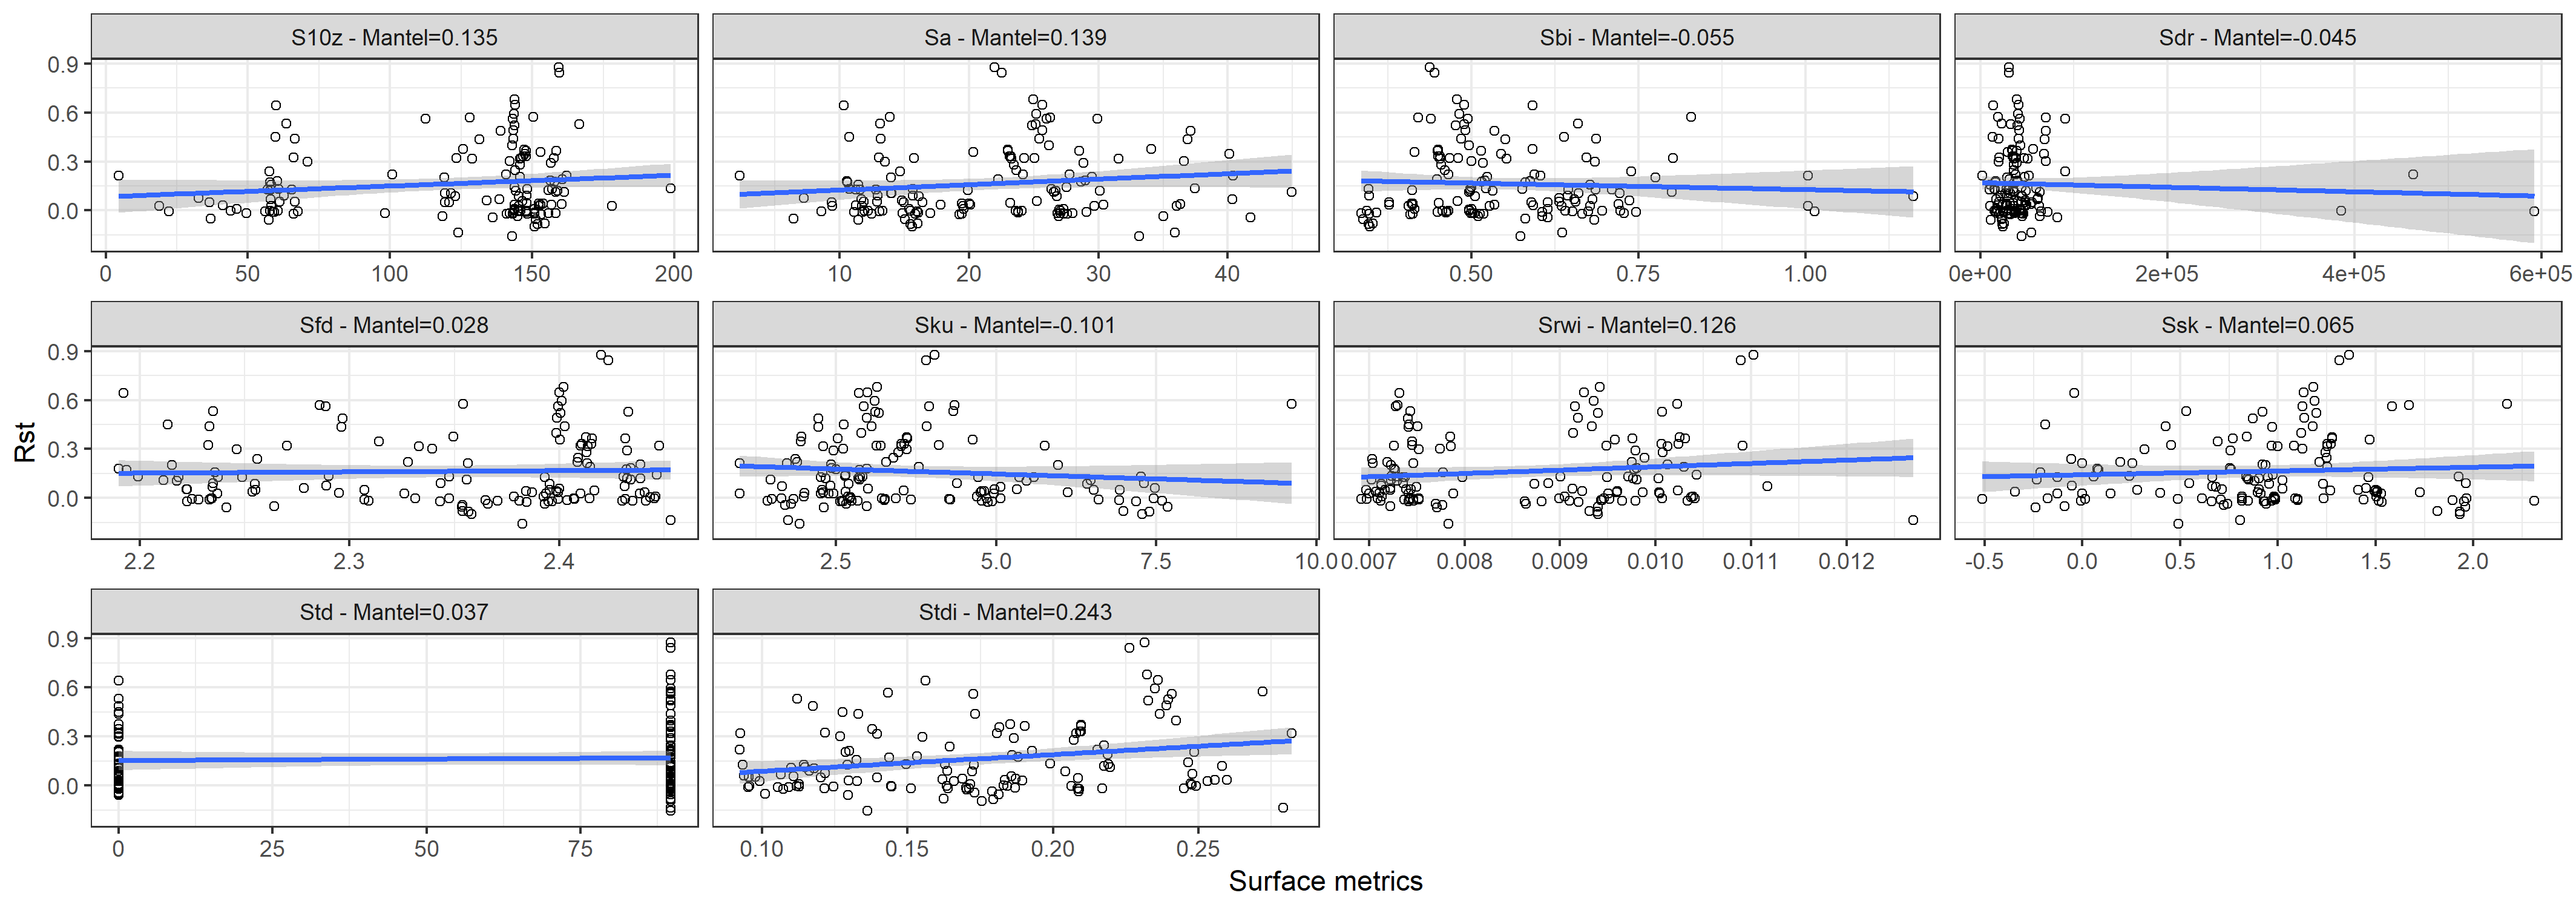 S10z - Mantel=0.135
Sa - Mantel=0.139
Sbi - Mantel=-0.055
Sdr - Mantel=-0.045
0.9
0.6
0.3
0.0
0 50 100 150 200
10 20 30 40
0.50 0.75 1.00
0e+00 2e+05 4e+05 6e+05
Sfd - Mantel=0.028
Sku - Mantel=-0.101
Srwi - Mantel=0.126
Ssk - Mantel=0.065
0.9
0.6
0.3
0.0
Rst
2.2 2.3 2.4
2.5 5.0 7.5 10.0
0.007 0.008 0.009 0.010 0.011 0.012
-0.5 0.0 0.5 1.0 1.5 2.0
Std - Mantel=0.037
Stdi - Mantel=0.243
0.9
0.6
0.3
0.0
0 25 50 75
0.10 0.15 0.20 0.25
Surface metrics